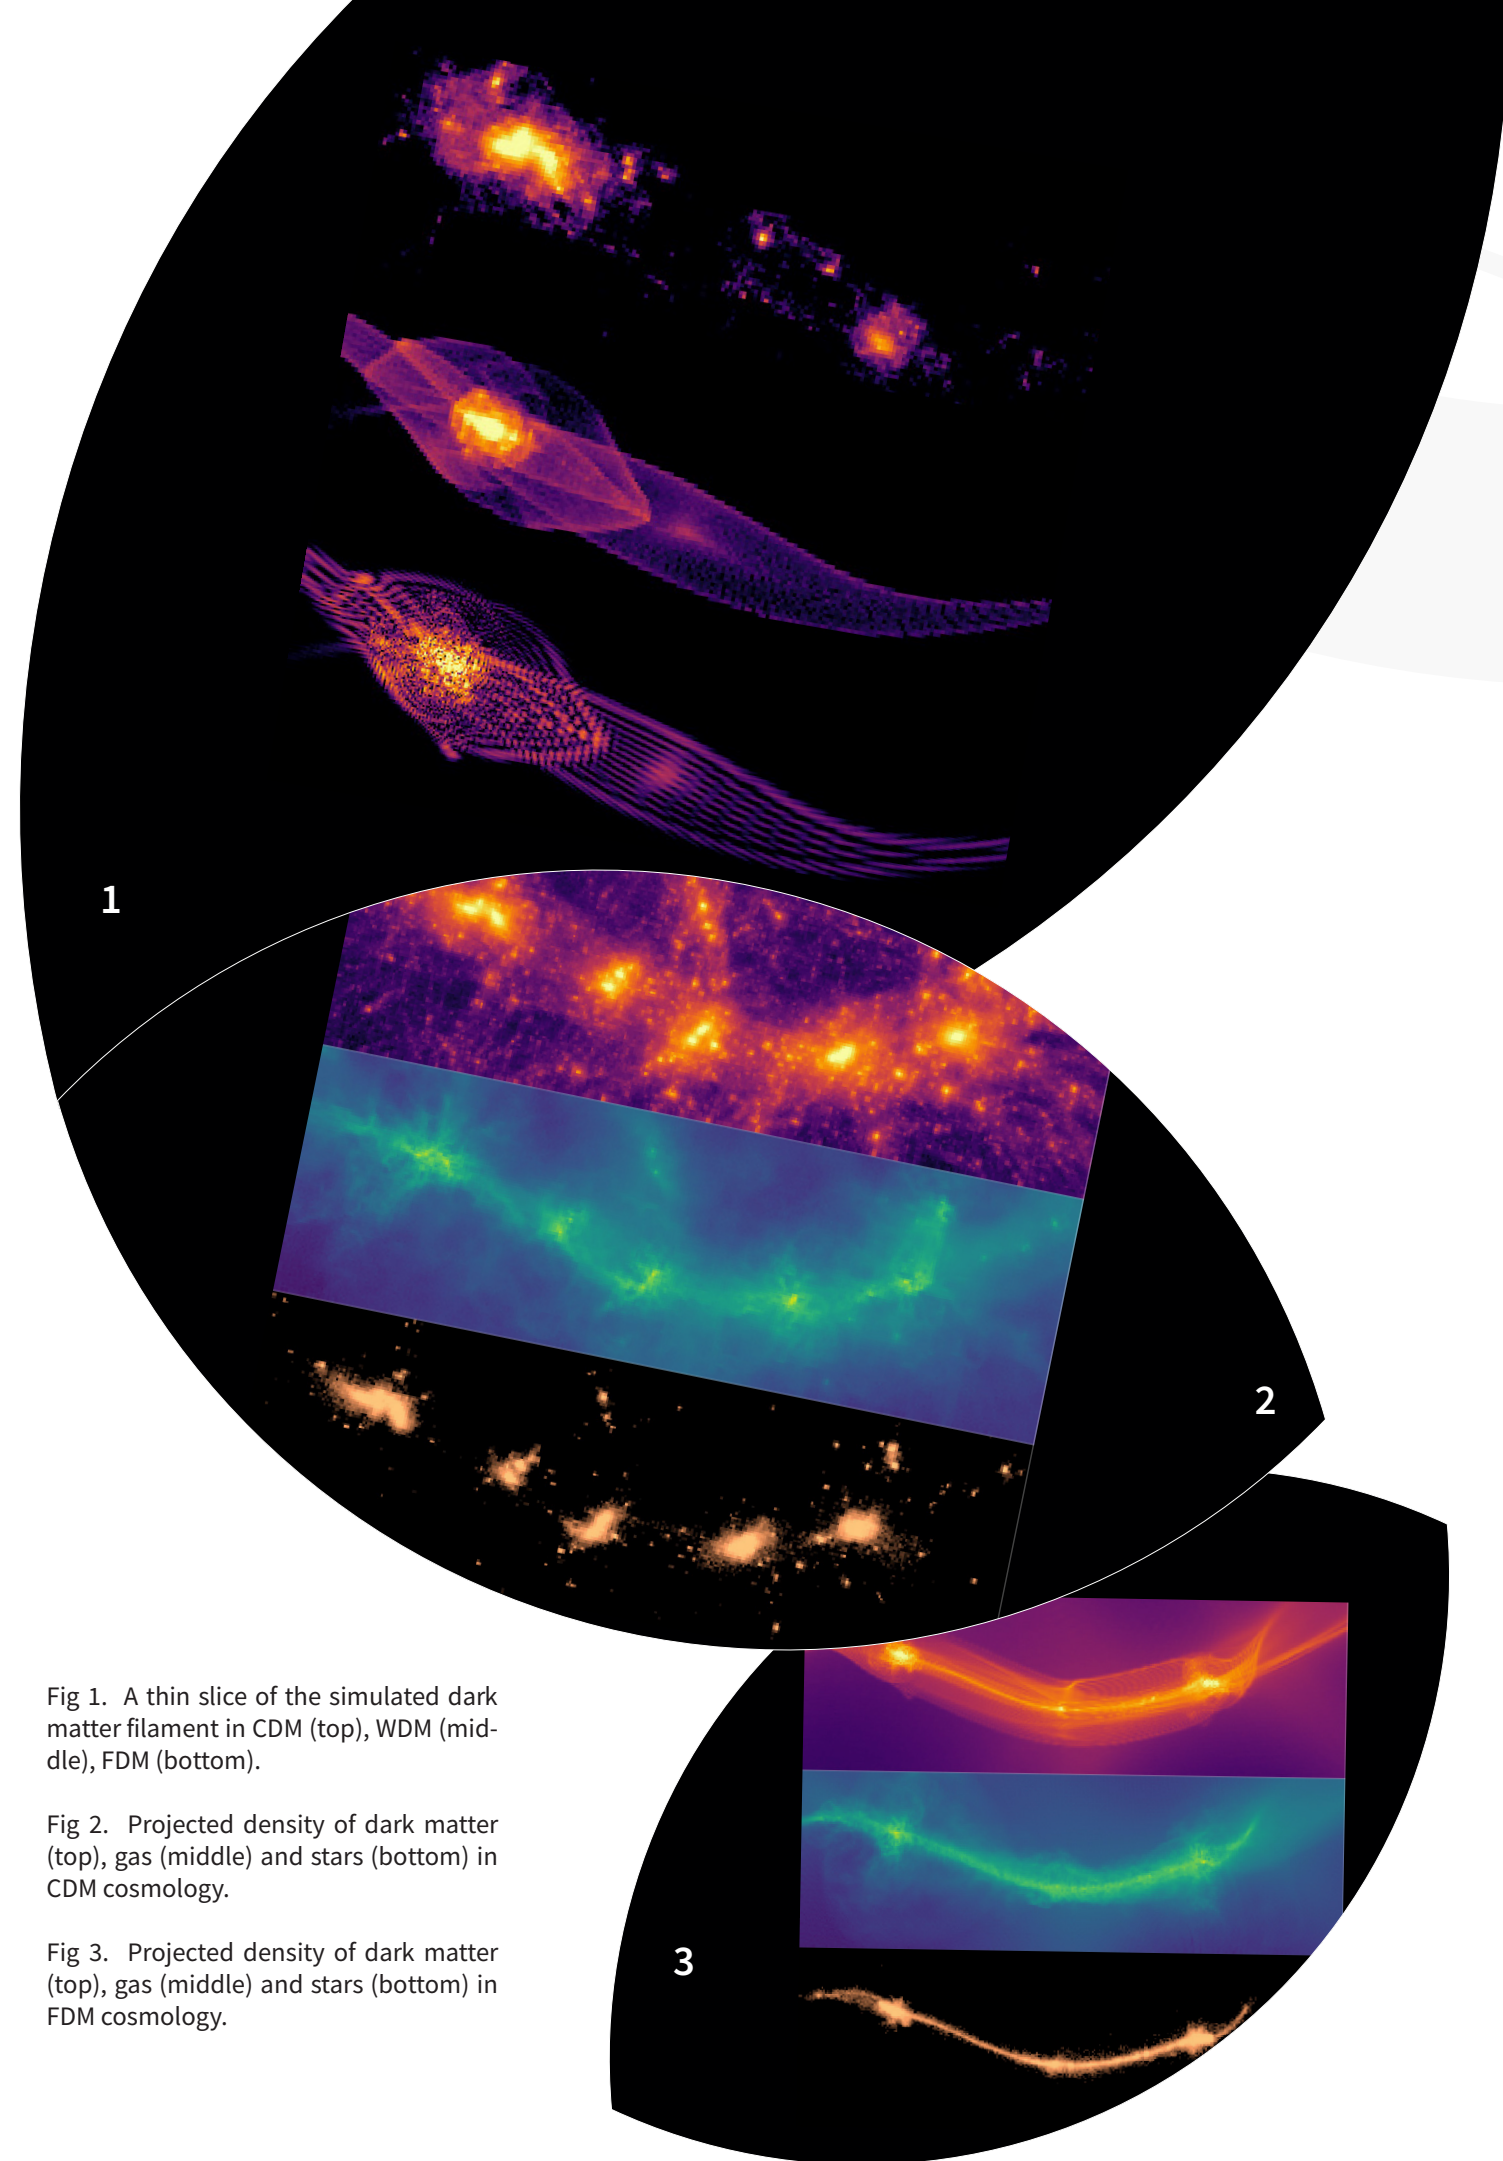 1
2
Fig 1. A thin slice of the simulated dark
matter filament in CDM (top), WDM (mid-
dle), FDM (bottom).
Fig 2. Projected density of dark matter
(top), gas (middle) and stars (bottom) in
CDM cosmology.
Fig 3. Projected density of dark matter
(top), gas (middle) and stars (bottom) in
FDM cosmology.
3